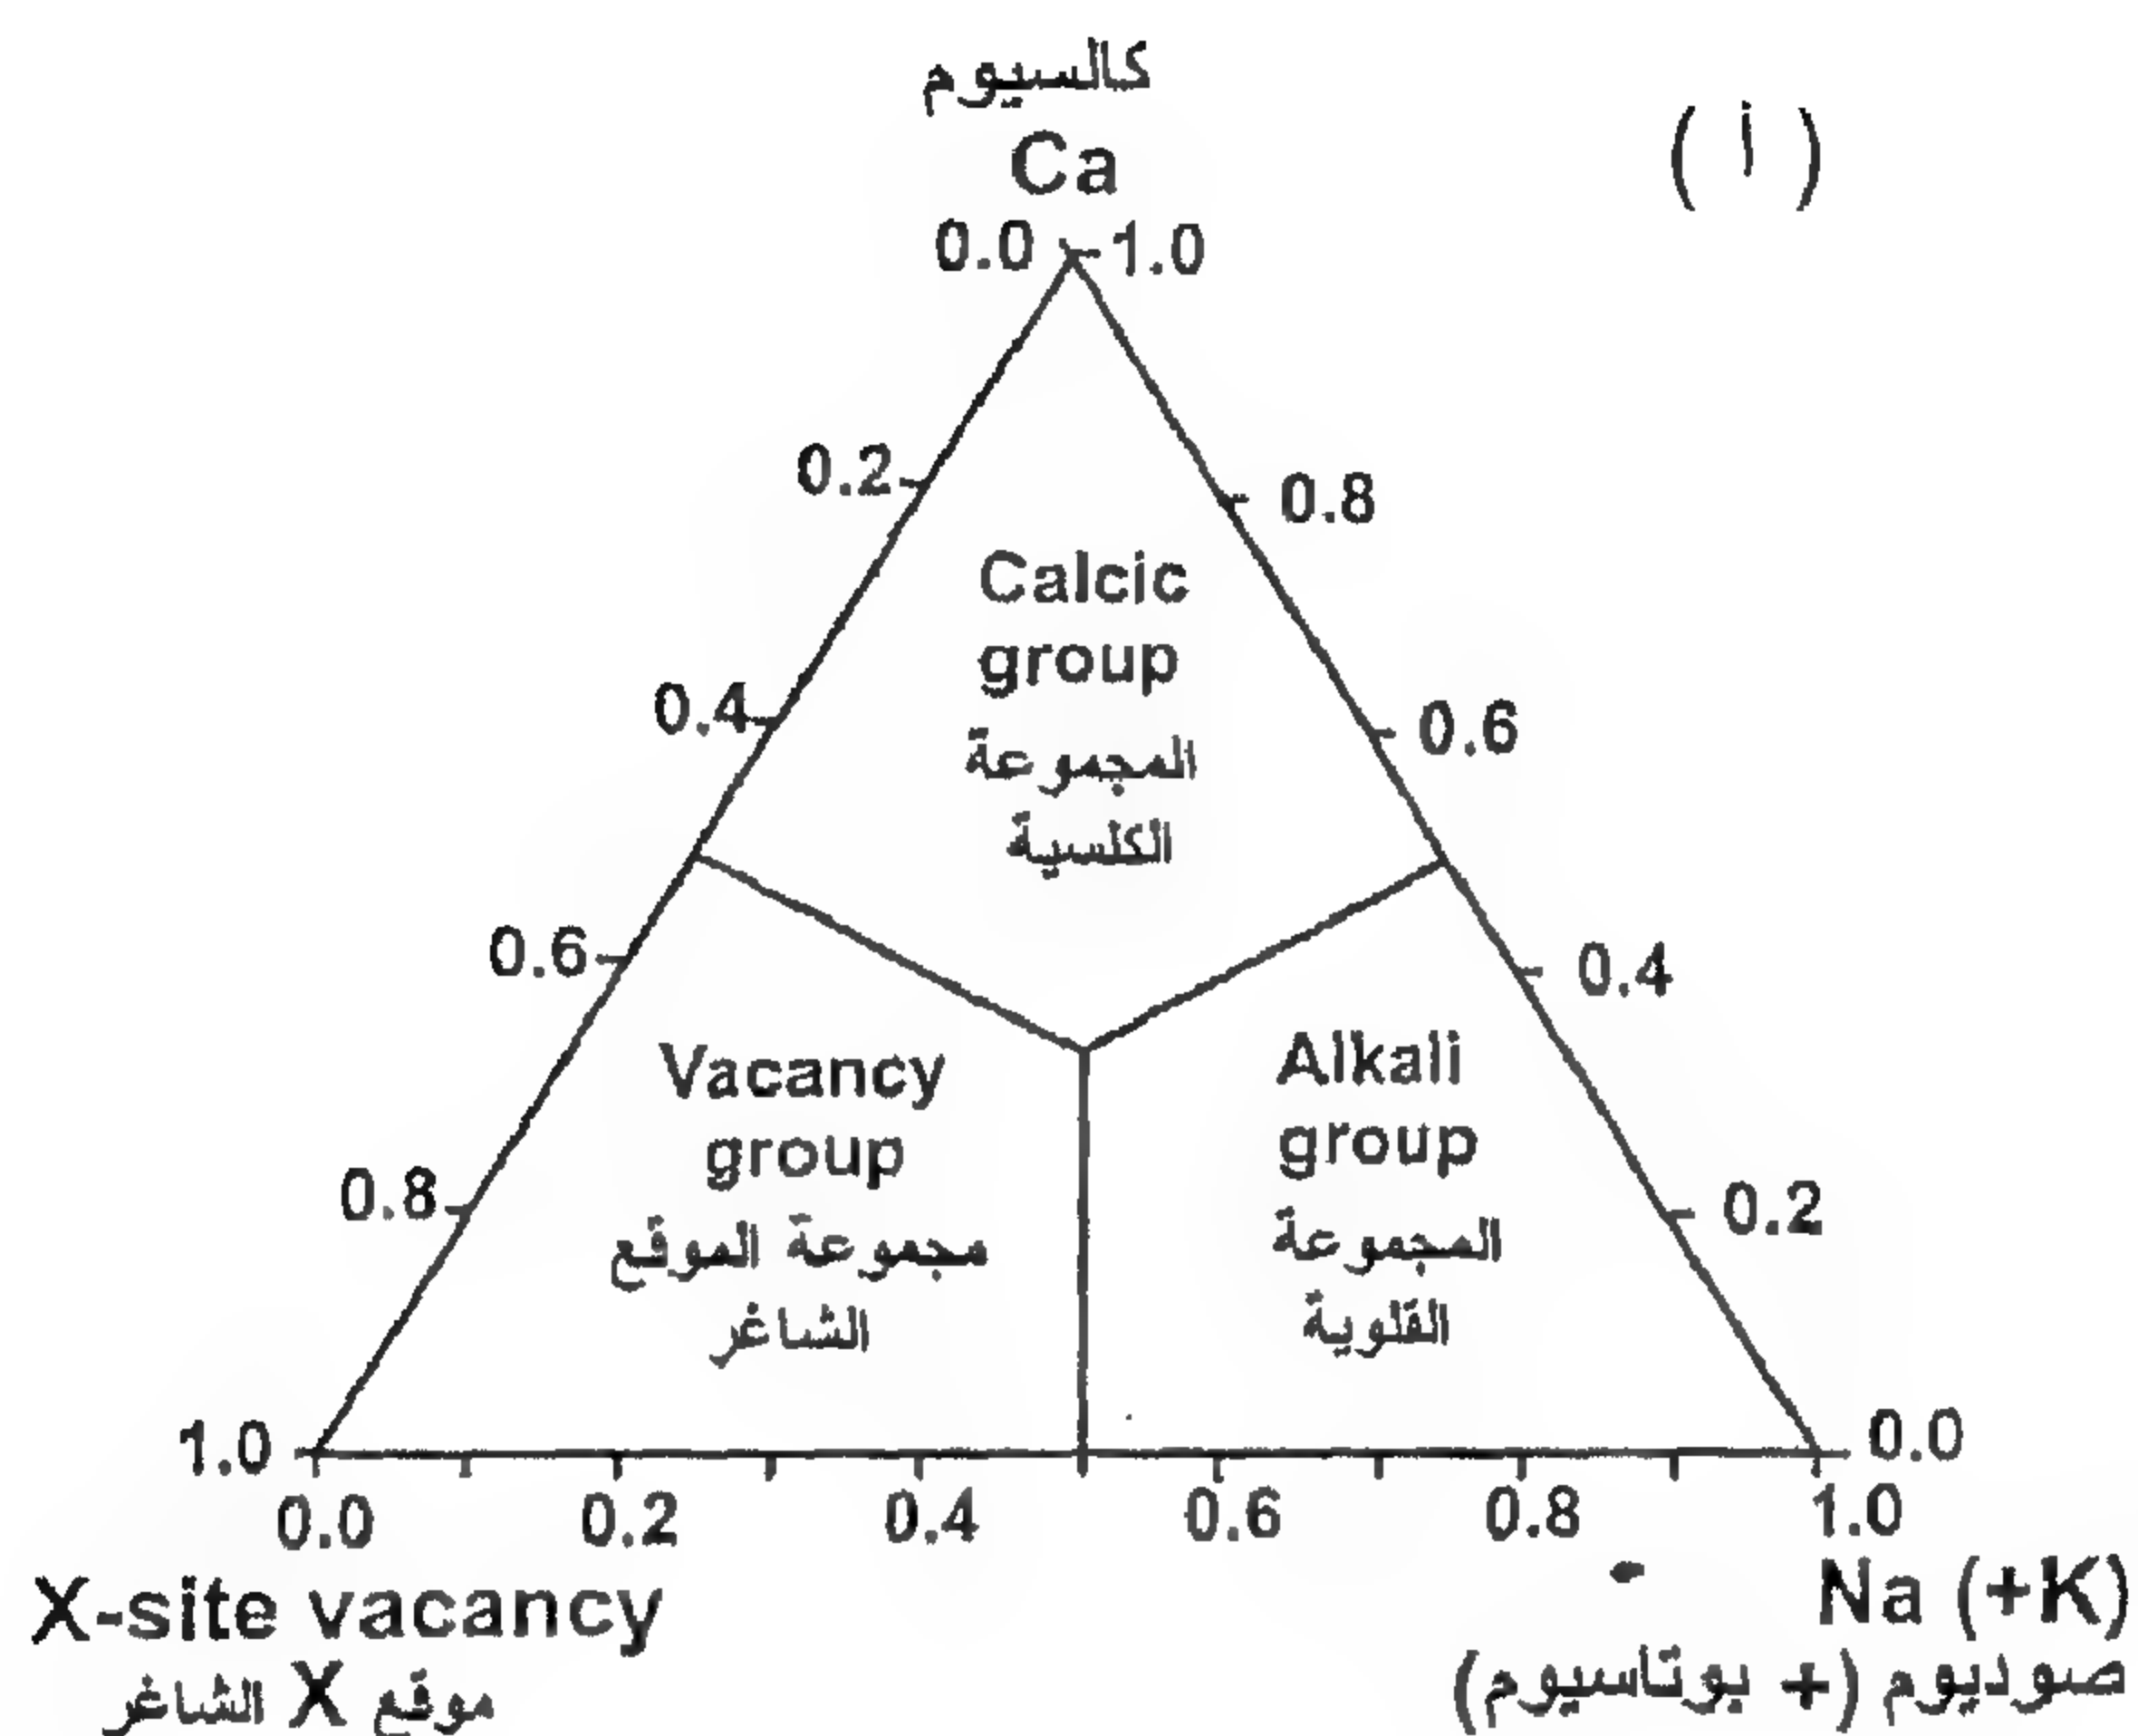 كالسيوم
( أ )
Ca
0.0 1.0
0.2 0.8
Calcic
group
0.4 0.6
المجموعة
الكلسية
0.6 0.4
Vacancy
group
مجموعة الموقع
الشاغر
Alkali
group
المجموعة
القلوية
0.8 0.2
1.0 0.0
0.0 0.2 0.4 0.6 0.8 1.0
X-site vacancy
موقع X الشاغر
Na (+K)
صوديوم (+ بوتاسيوم)